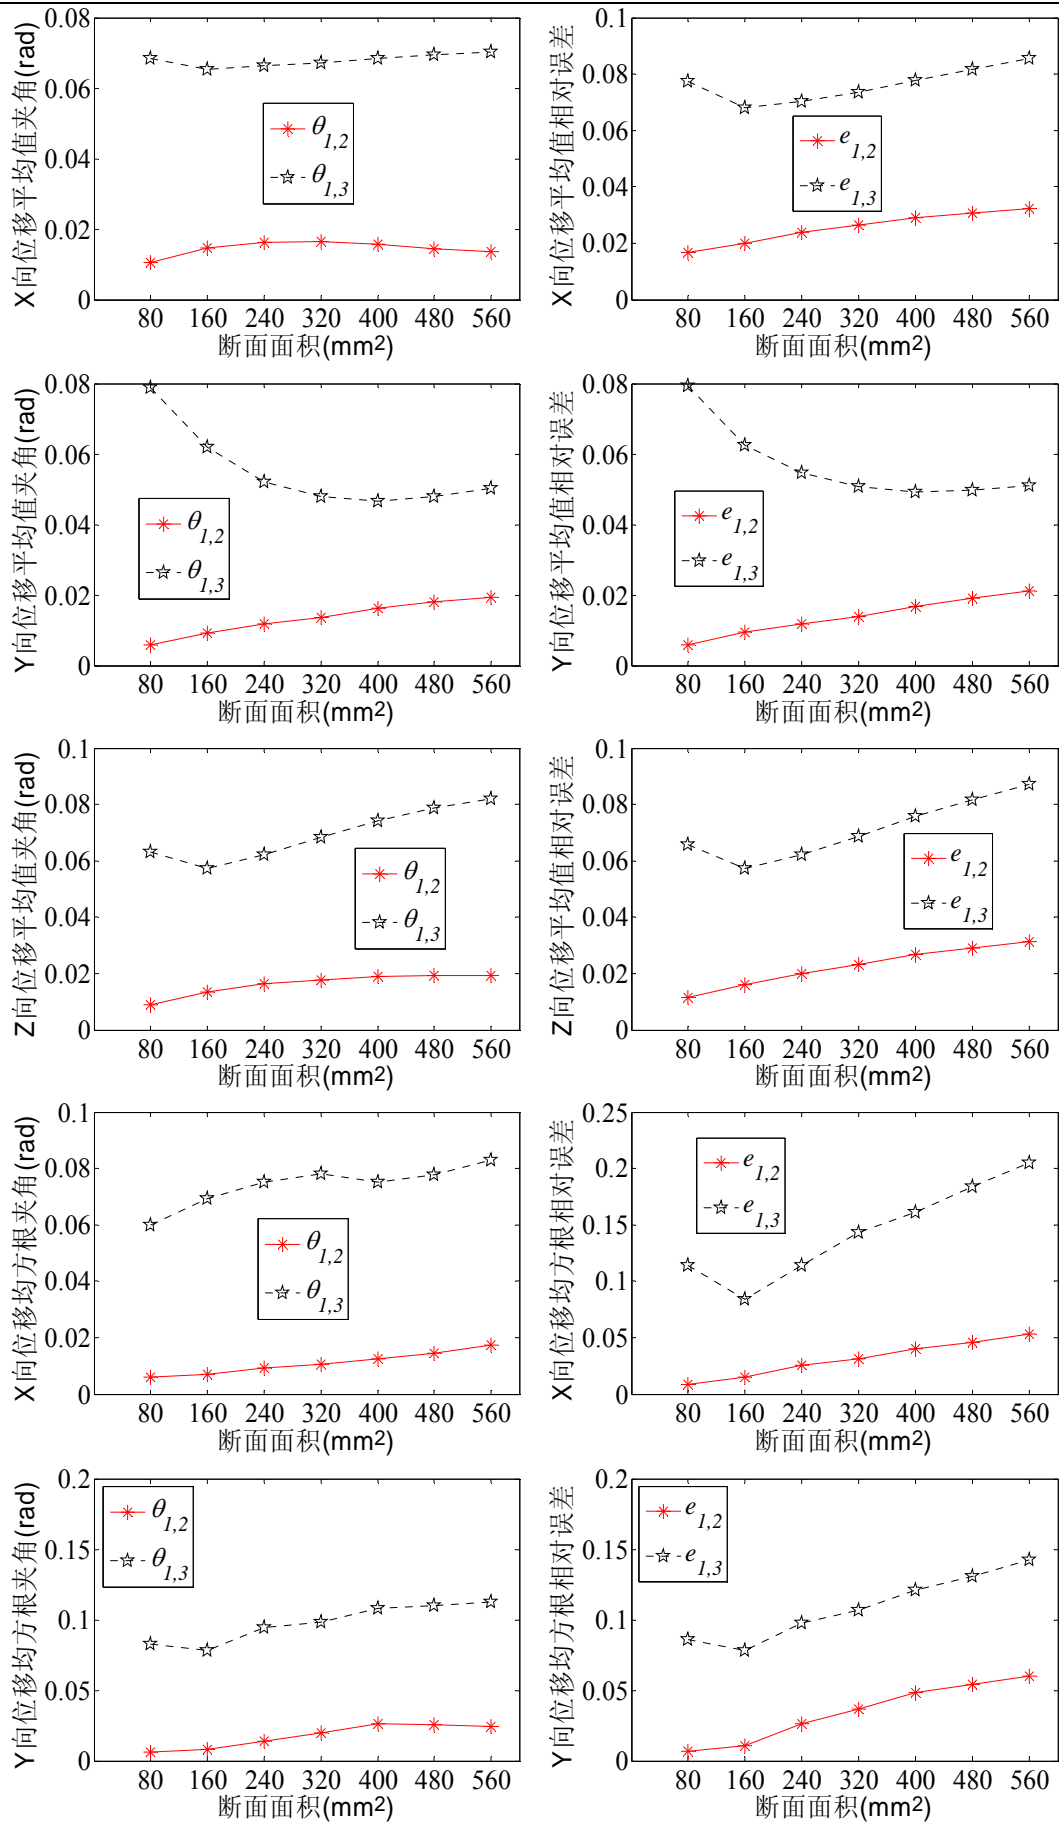 X向位移平均值夹角(rad)
0.08
0.06
0.04
0.02
0
θ1,2
θ1,3
80 160 240 320 400 480 560
断面面积(mm2)
X向位移平均值相对误差
0.1
0.08
0.06
0.04
0.02
0
e1,2
e1,3
80 160 240 320 400 480 560
断面面积(mm2)
Y向位移平均值夹角(rad)
0.08
0.06
0.04
0.02
0
θ1,2
θ1,3
80 160 240 320 400 480 560
断面面积(mm2)
Y向位移平均值相对误差
0.08
0.06
0.04
0.02
0
e1,2
e1,3
80 160 240 320 400 480 560
断面面积(mm2)
Z向位移平均值夹角(rad)
0.1
0.08
0.06
0.04
0.02
0
θ1,2
θ1,3
80 160 240 320 400 480 560
断面面积(mm2)
Z向位移平均值相对误差
0.1
0.08
0.06
0.04
0.02
0
e1,2
e1,3
80 160 240 320 400 480 560
断面面积(mm2)
X向位移均方根夹角(rad)
0.1
0.08
0.06
0.04
0.02
0
θ1,2
θ1,3
80 160 240 320 400 480 560
断面面积(mm2)
X向位移均方根相对误差
0.25
0.2
0.15
0.1
0.05
0
e1,2
e1,3
80 160 240 320 400 480 560
断面面积(mm2)
Y向位移均方根夹角(rad)
0.2
0.15
0.1
0.05
0
θ1,2
θ1,3
80 160 240 320 400 480 560
断面面积(mm2)
Y向位移均方根相对误差
0.2
0.15
0.1
0.05
0
e1,2
e1,3
80 160 240 320 400 480 560
断面面积(mm2)